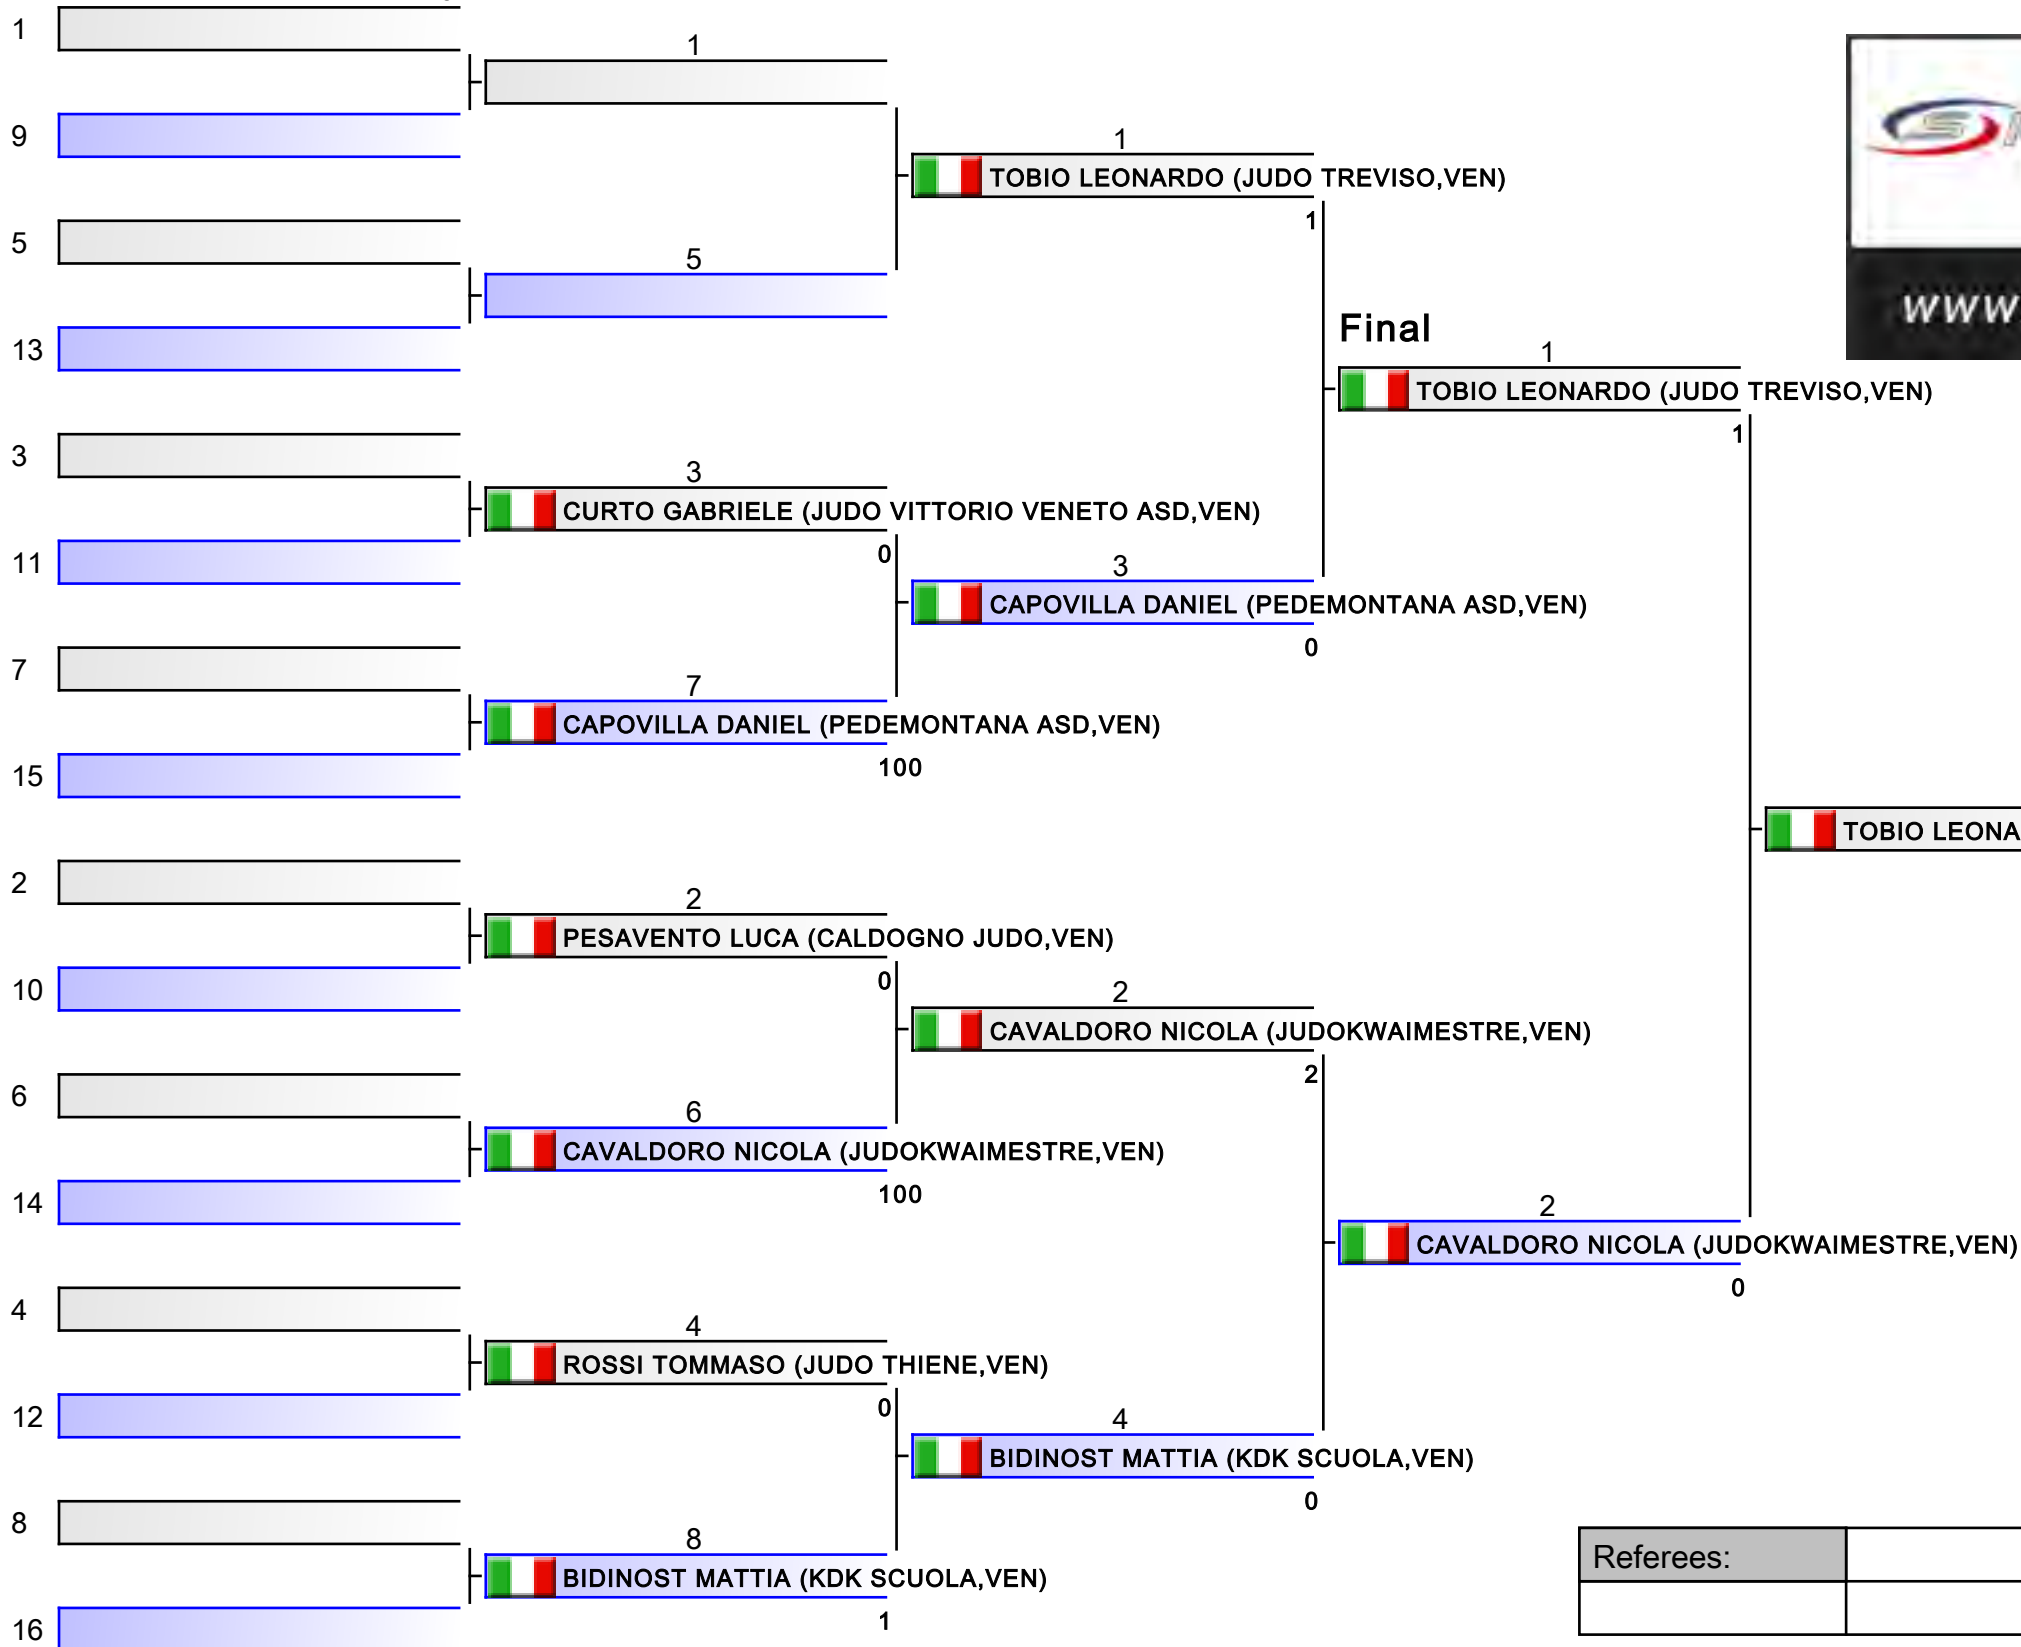 1
1
9
1
TOBIO LEONARDO (JUDO TREVISO,VEN)
1
5
5
13
www
Final
1
TOBIO LEONARDO (JUDO TREVISO,VEN)
1
3
3
CURTO GABRIELE (JUDO VITTORIO VENETO ASD,VEN)
0
11
3
CAPOVILLA DANIEL (PEDEMONTANA ASD,VEN)
0
7
7
CAPOVILLA DANIEL (PEDEMONTANA ASD,VEN)
100
15
TOBIO LEONA
2
2
PESAVENTO LUCA (CALDOGNO JUDO,VEN)
0
10
2
CAVALDORO NICOLA (JUDOKWAIMESTRE,VEN)
2
6
6
CAVALDORO NICOLA (JUDOKWAIMESTRE,VEN)
100
14
2
CAVALDORO NICOLA (JUDOKWAIMESTRE,VEN)
0
4
4
ROSSI TOMMASO (JUDO THIENE,VEN)
0
12
4
BIDINOST MATTIA (KDK SCUOLA,VEN)
0
8
8
BIDINOST MATTIA (KDK SCUOLA,VEN)
1
16
Referees: